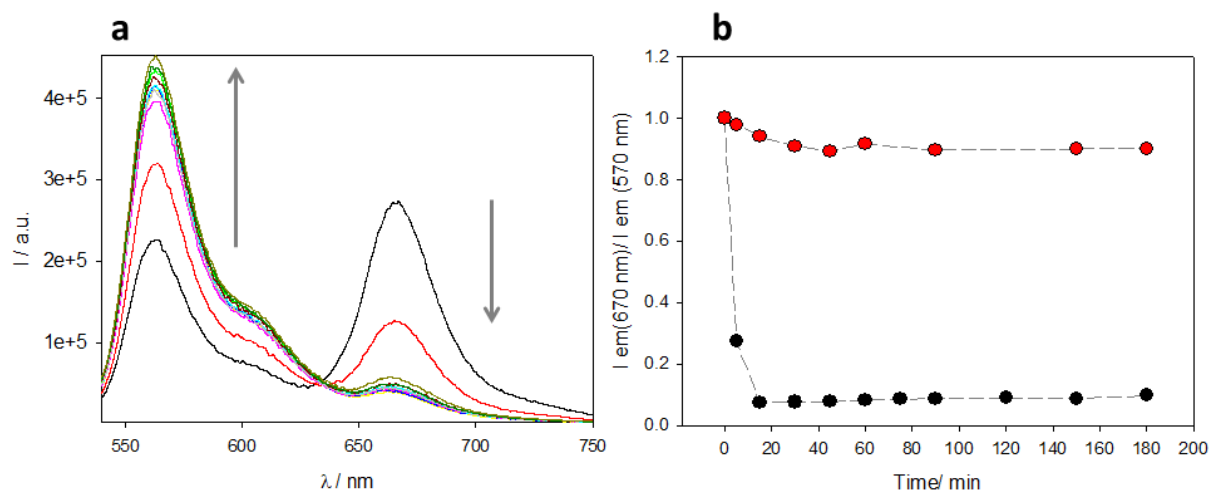 a
4e+5
3e+5
2e+5
1e+5
I / a.u.
550 600 650 700 750
λ / nm
b
1.2
1.0
0.8
0.6
0.4
0.2
0.0
I em(670 nm)/ I em (570 nm)
0 20 40 60 80 100 120 140 160 180 200
Time/ min